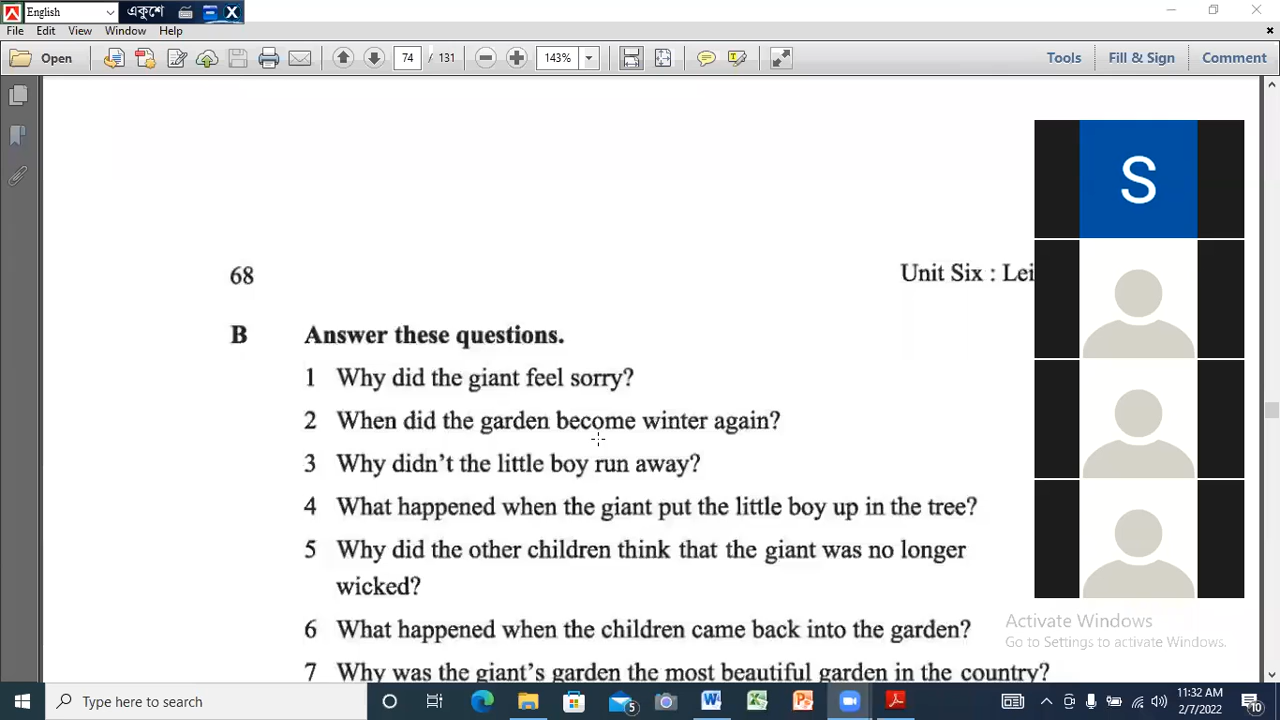 English
একুশে
File Edit View Window Help
Open
74 / 131
143%
Tools
Fill & Sign
Comment
S
68
Unit Six : Lei
B Answer these questions.
1 Why did the giant feel sorry?
2 When did the garden become winter again?
3 Why didn't the little boy run away?
4 What happened when the giant put the little boy up in the tree?
5 Why did the other children think that the giant was no longer
wicked?
6 What happened when the children came back into the garden?
7 Why was the giant's garden the most beautiful garden in the country?
Activate Windows
Go to Settings to activate Windows.
Type here to search
5
11:32 AM
2/7/2022
10